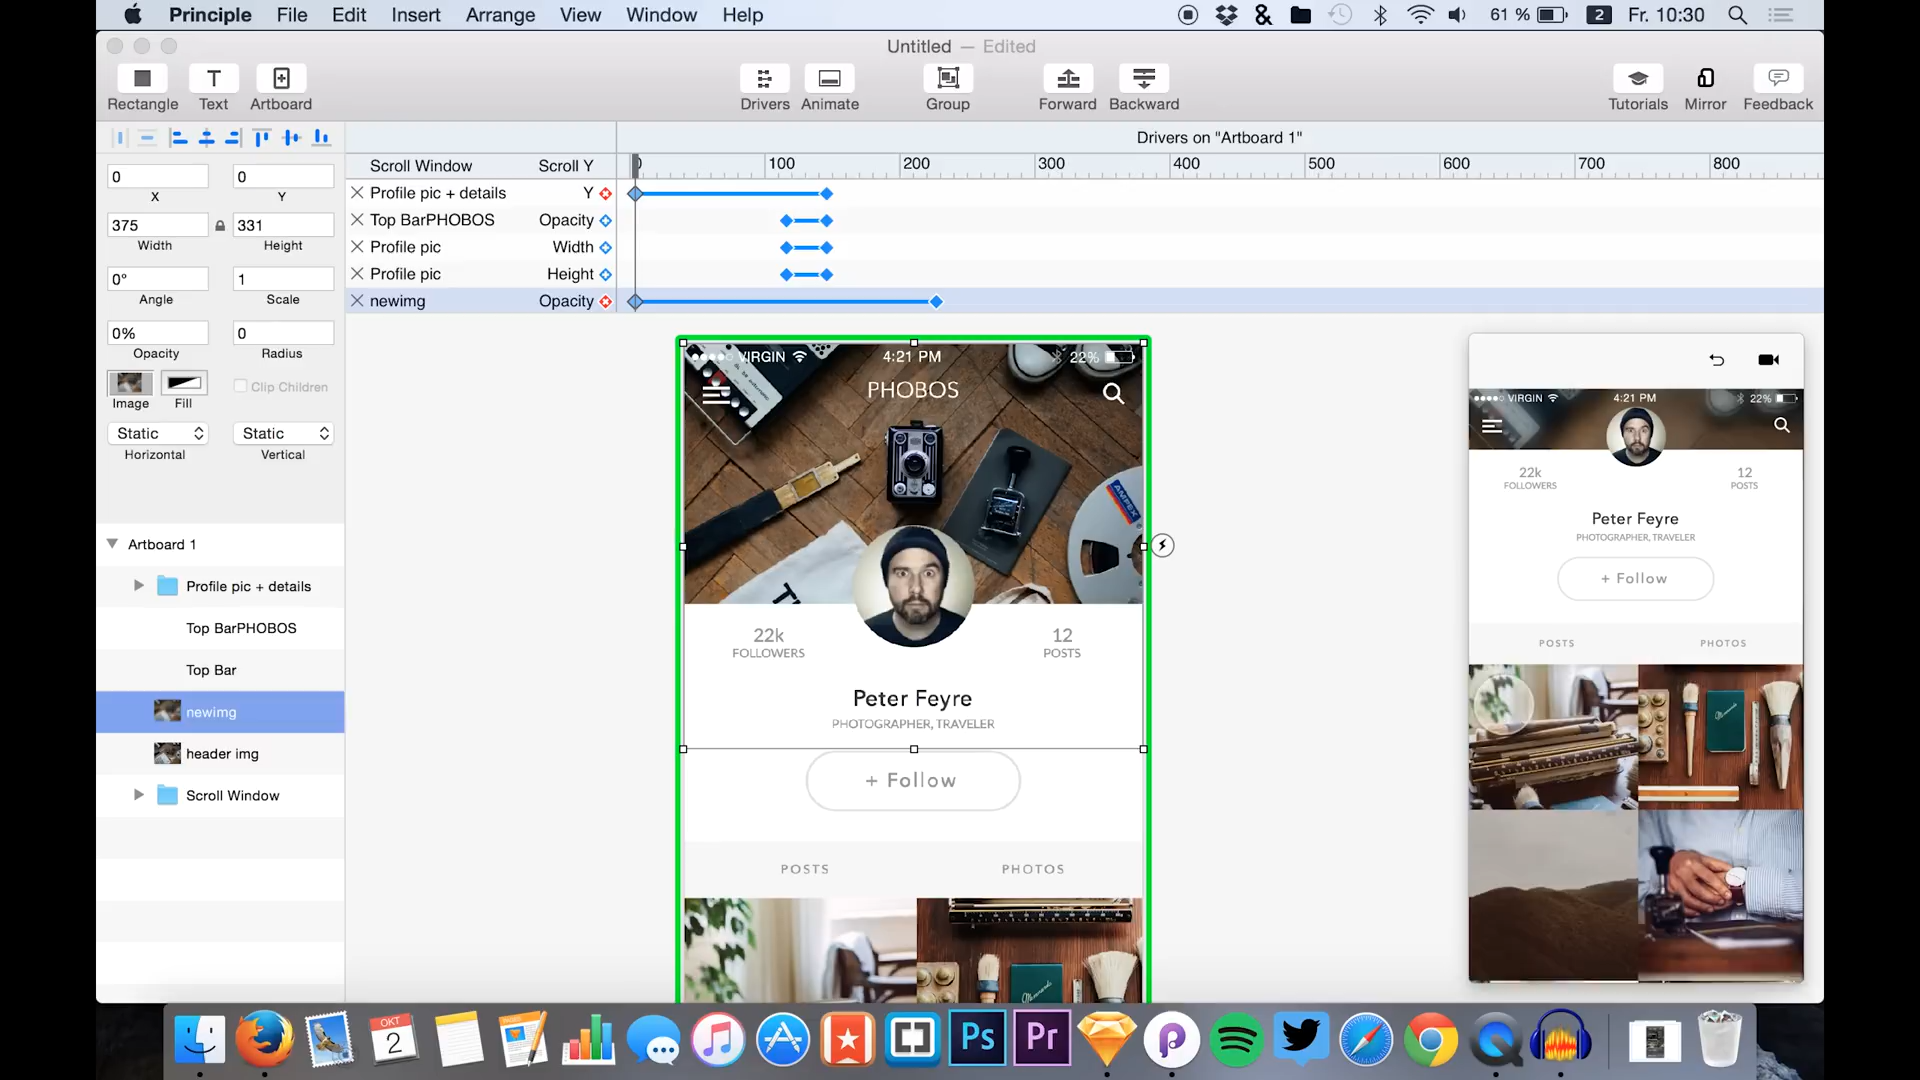 Principle File Edit Insert Arrange View Window Help & 61 % 2 Fr. 10:30
Untitled — Edited
Rectangle Text Artboard Drivers Animate Group Forward Backward Tutorials Mirror Feedback
Drivers on "Artboard 1"
Scroll Window Scroll Y 0 100 200 300 400 500 600 700 800
Profile pic + details Y
Top BarPHOBOS Opacity
Profile pic Width
Profile pic Height
newimg Opacity
0 0
X Y
375 331
Width Height
0° 1
Angle Scale
0% 0
Opacity Radius
Clip Children
Image Fill
Static Static
Horizontal Vertical
Artboard 1
Profile pic + details
Top BarPHOBOS
Top Bar
newimg
header img
Scroll Window
VIRGIN 4:21 PM 22%
PHOBOS
AMPEX
22k 12
FOLLOWERS POSTS
Peter Feyre
PHOTOGRAPHER, TRAVELER
+ Follow
POSTS PHOTOS
VIRGIN 4:21 PM 22%
22k 12
FOLLOWERS POSTS
Peter Feyre
PHOTOGRAPHER, TRAVELER
+ Follow
POSTS PHOTOS
OKT
2
Ps Pr